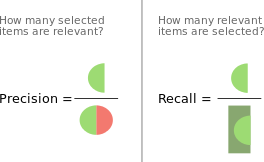 How many selected
items are relevant?
Precision =
How many relevant
items are selected?
Recall =